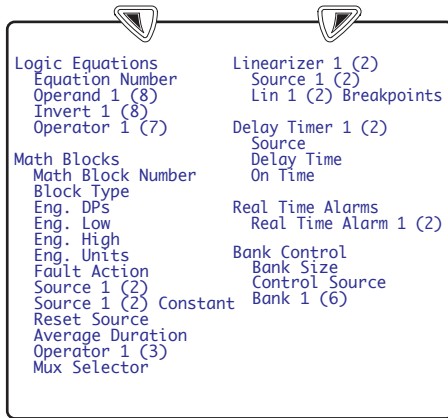 Logic Equations
Equation Number
Operand 1 (8)
Invert 1 (8)
Operator 1 (7)
Math Blocks
Math Block Number
Block Type
Eng. DPs
Eng. Low
Eng. High
Eng. Units
Fault Action
Source 1 (2)
Source 1 (2) Constant
Reset Source
Average Duration
Operator 1 (3)
Mux Selector
Linearizer 1 (2)
Source 1 (2)
Lin 1 (2) Breakpoints
Delay Timer 1 (2)
Source
Delay Time
On Time
Real Time Alarms
Real Time Alarm 1 (2)
Bank Control
Bank Size
Control Source
Bank 1 (6)